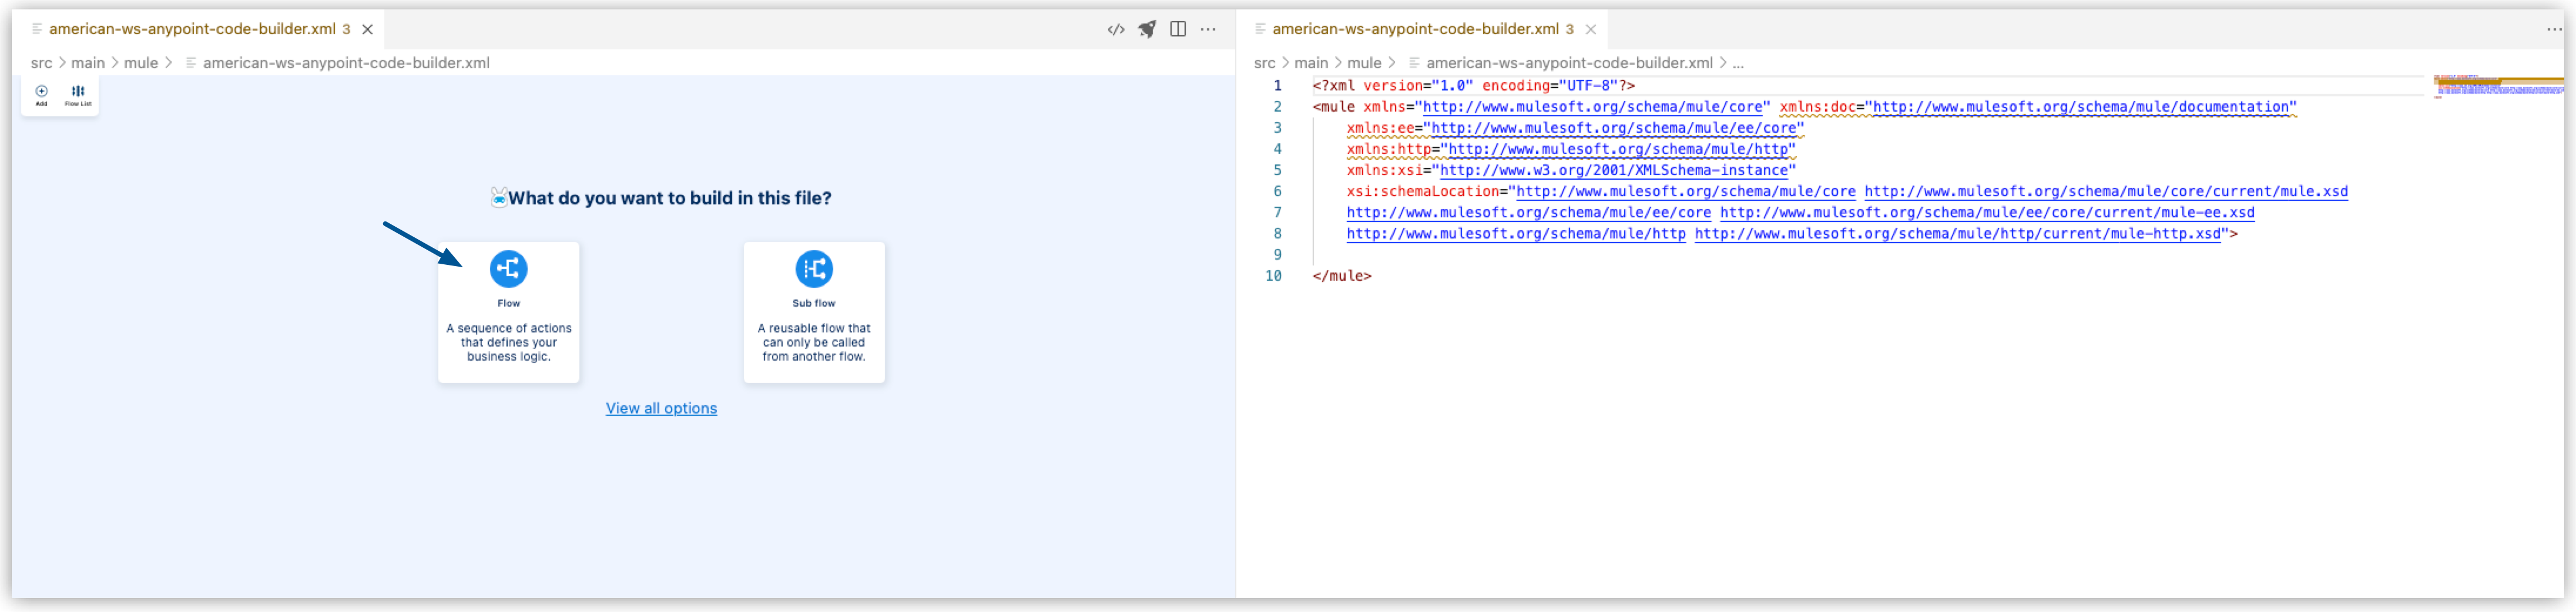 american-ws-anypoint-code-builder.xml 3
src > main > mule > american-ws-anypoint-code-builder.xml
Add
Flow List
What do you want to build in this file?
Flow
A sequence of actions
that defines your
business logic.
Sub flow
A reusable flow that
can only be called
from another flow.
View all options
american-ws-anypoint-code-builder.xml 3
src > main > mule > american-ws-anypoint-code-builder.xml > ...
1 <?xml version="1.0" encoding="UTF-8"?>
2 <mule xmlns="http://www.mulesoft.org/schema/mule/core" xmlns:doc="http://www.mulesoft.org/schema/mule/documentation"
3 xmlns:ee="http://www.mulesoft.org/schema/mule/ee/core"
4 xmlns:http="http://www.mulesoft.org/schema/mule/http"
5 xmlns:xsi="http://www.w3.org/2001/XMLSchema-instance"
6 xsi:schemaLocation="http://www.mulesoft.org/schema/mule/core http://www.mulesoft.org/schema/mule/core/current/mule.xsd
7 http://www.mulesoft.org/schema/mule/ee/core http://www.mulesoft.org/schema/mule/ee/core/current/mule-ee.xsd
8 http://www.mulesoft.org/schema/mule/http http://www.mulesoft.org/schema/mule/http/current/mule-http.xsd">
9
10 </mule>